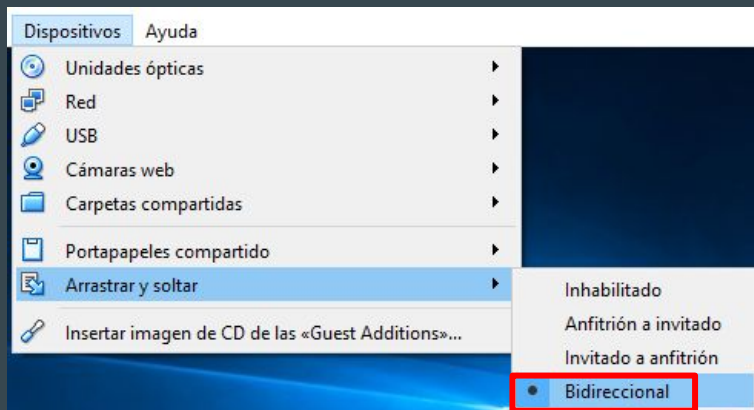 Dispositivos Ayuda
Unidades ópticas
Red
USB
Cámaras web
Carpetas compartidas
Portapapeles compartido
Arrastrar y soltar
Insertar imagen de CD de las «Guest Additions»...
Inhabilitado
Anfitrión a invitado
Invitado a anfitrión
Bidireccional